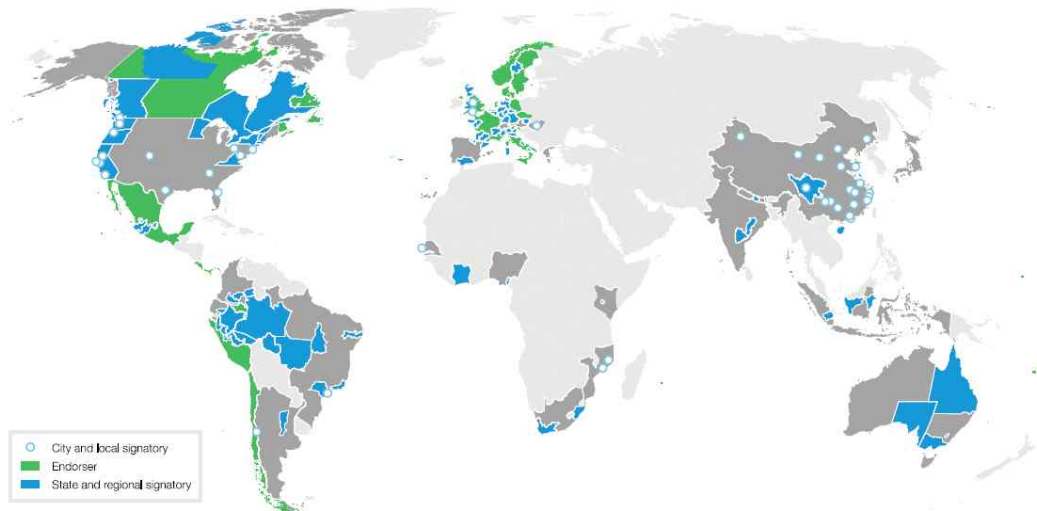 City and local signatory
Endorser
State and regional signatory